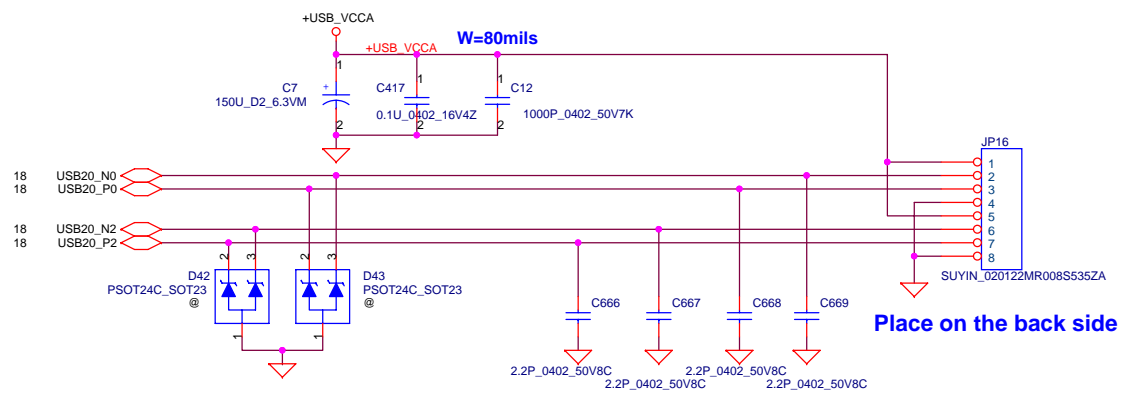 +USB_VCCA
+USB_VCCA
W=80mils
1
1
1
C7
150U_D2_6.3VM
+
2
C417
0.1U_0402_16V4Z
2
C12
1000P_0402_50V7K
2
JP16
18 USB20_N0
18 USB20_P0
18 USB20_N2
18 USB20_P2
1
2
3
4
5
6
7
8
SUYIN_020122MR008S535ZA
2
3
2
3
D42
PSOT24C_SOT23
@
D43
PSOT24C_SOT23
@
1
1
C666
C667
C668
C669
Place on the back side
2.2P_0402_50V8C
2.2P_0402_50V8C
2.2P_0402_50V8C
2.2P_0402_50V8C